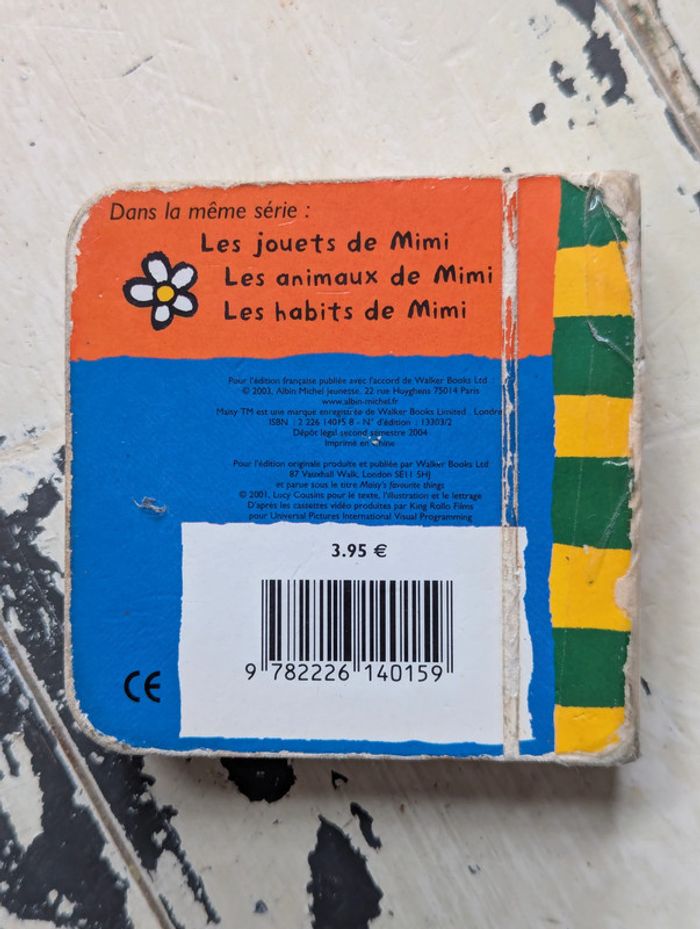 Dans la même série :
Les jouets de Mimi
Les animaux de Mimi
Les habits de Mimi
Pour l'édition française publiée avec l'accord de Walker Books Ltd
© 2003, Albin Michel Jeunesse, 22 rue Huyghens 75014 Paris
www.albin-michel.fr
Maisy TM est une marque enregistrée de Walker Books Limited . Londre
ISBN : 2 226 14015 8 - N° d'édition : 13303/2
Dépôt légal second semestre 2004
Imprimé en Chine
Pour l'édition originale produite et publiée par Walker Books Ltd
87 Vauxhall Walk, London SE11 5HJ
et parue sous le titre Maisy's favourite things
© 2001, Lucy Cousins pour le texte, l'illustration et le lettrage
D'après les cassettes vidéo produites par King Rollo Films
pour Universal Pictures International Visual Programming
3.95 €
9 782226 140159
CE